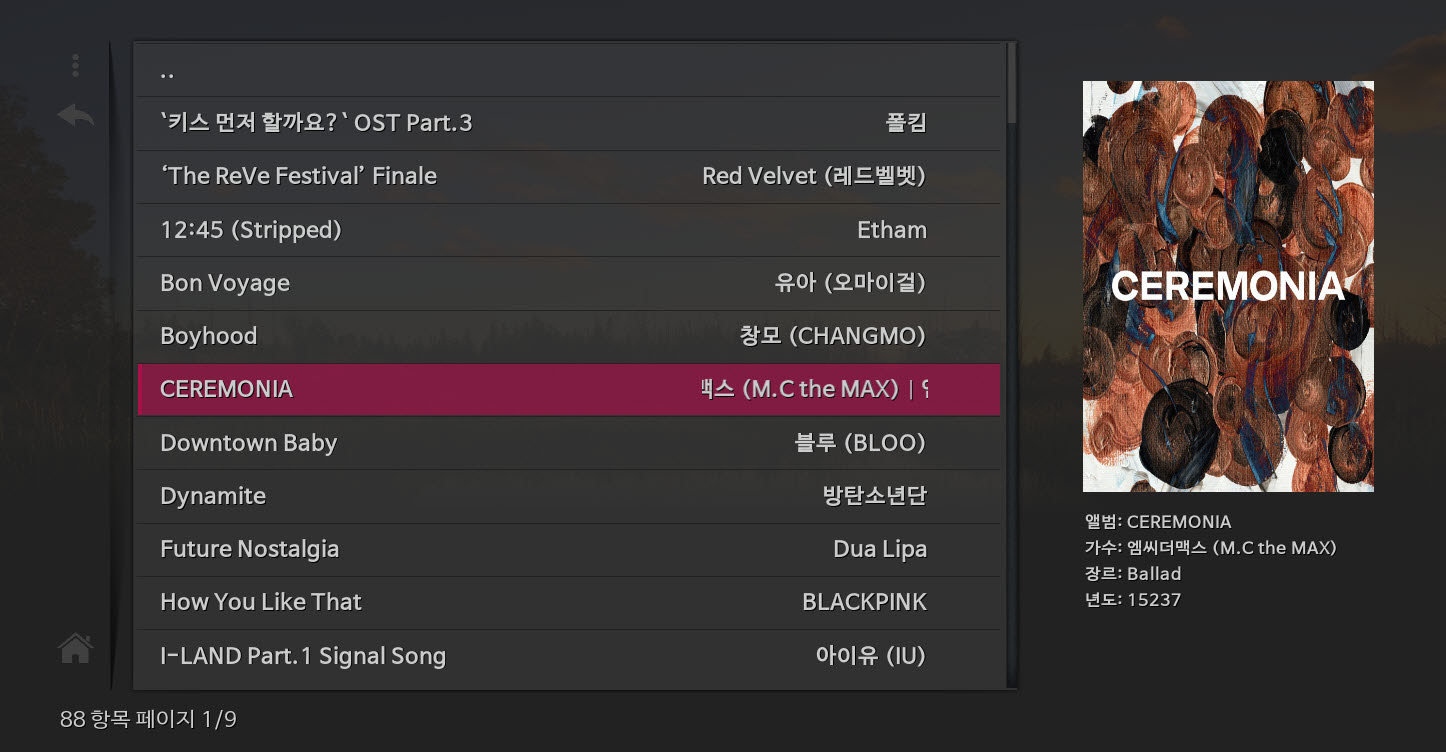 ..
`키스 먼저 할까요?` OST Part.3 폴킴
‘The ReVe Festival’ Finale Red Velvet (레드벨벳)
12:45 (Stripped) Etham
Bon Voyage 유아 (오마이걸)
Boyhood 창모 (CHANGMO)
CEREMONIA 맥스 (M.C the MAX) |
Downtown Baby 블루 (BLOO)
Dynamite 방탄소년단
Future Nostalgia Dua Lipa
How You Like That BLACKPINK
I-LAND Part.1 Signal Song 아이유 (IU)
88 항목 페이지 1/9
CEREMONIA
앨범: CEREMONIA
가수: 엠씨더맥스 (M.C the MAX)
장르: Ballad
년도: 15237